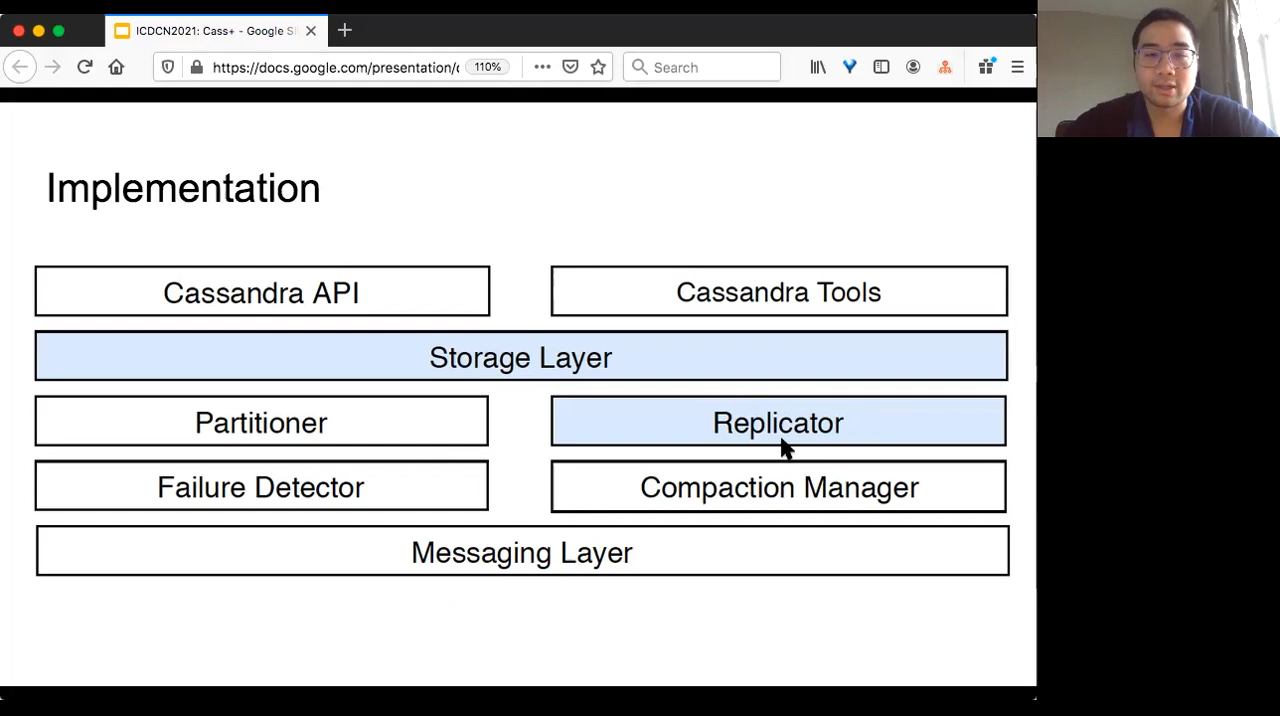 ICDCN2021: Cass+ - Google Sl
https://docs.google.com/presentation/
110%
Search
Implementation
Cassandra API
Cassandra Tools
Storage Layer
Partitioner
Replicator
Failure Detector
Compaction Manager
Messaging Layer